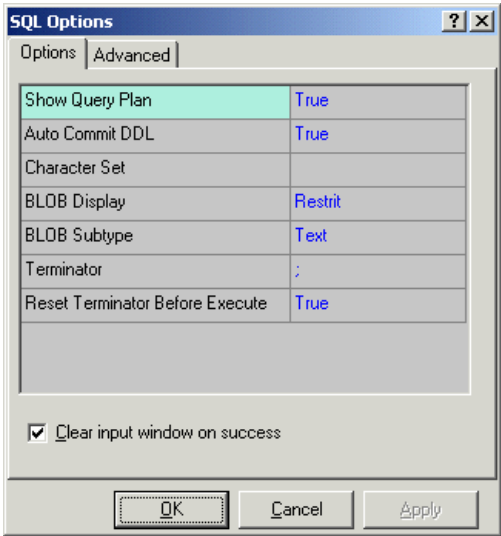 SQL Options
? X
Options Advanced
Show Query Plan True
Auto Commit DDL True
Character Set
BLOB Display Restrit
BLOB Subtype Text
Terminator ;
Reset Terminator Before Execute True
Clear input window on success
OK Cancel Apply